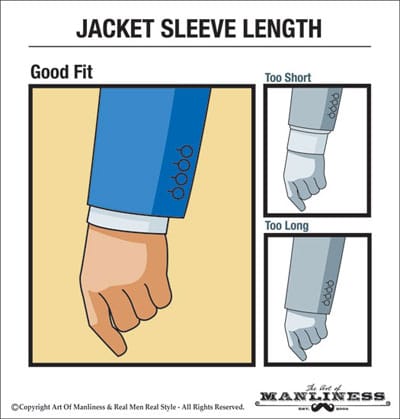 JACKET SLEEVE LENGTH
Good Fit
Too Short
Too Long
The Art of
MANLINESS
EST. 2008
©Copyright Art Of Manliness & Real Men Real Style - All Rights Reserved.